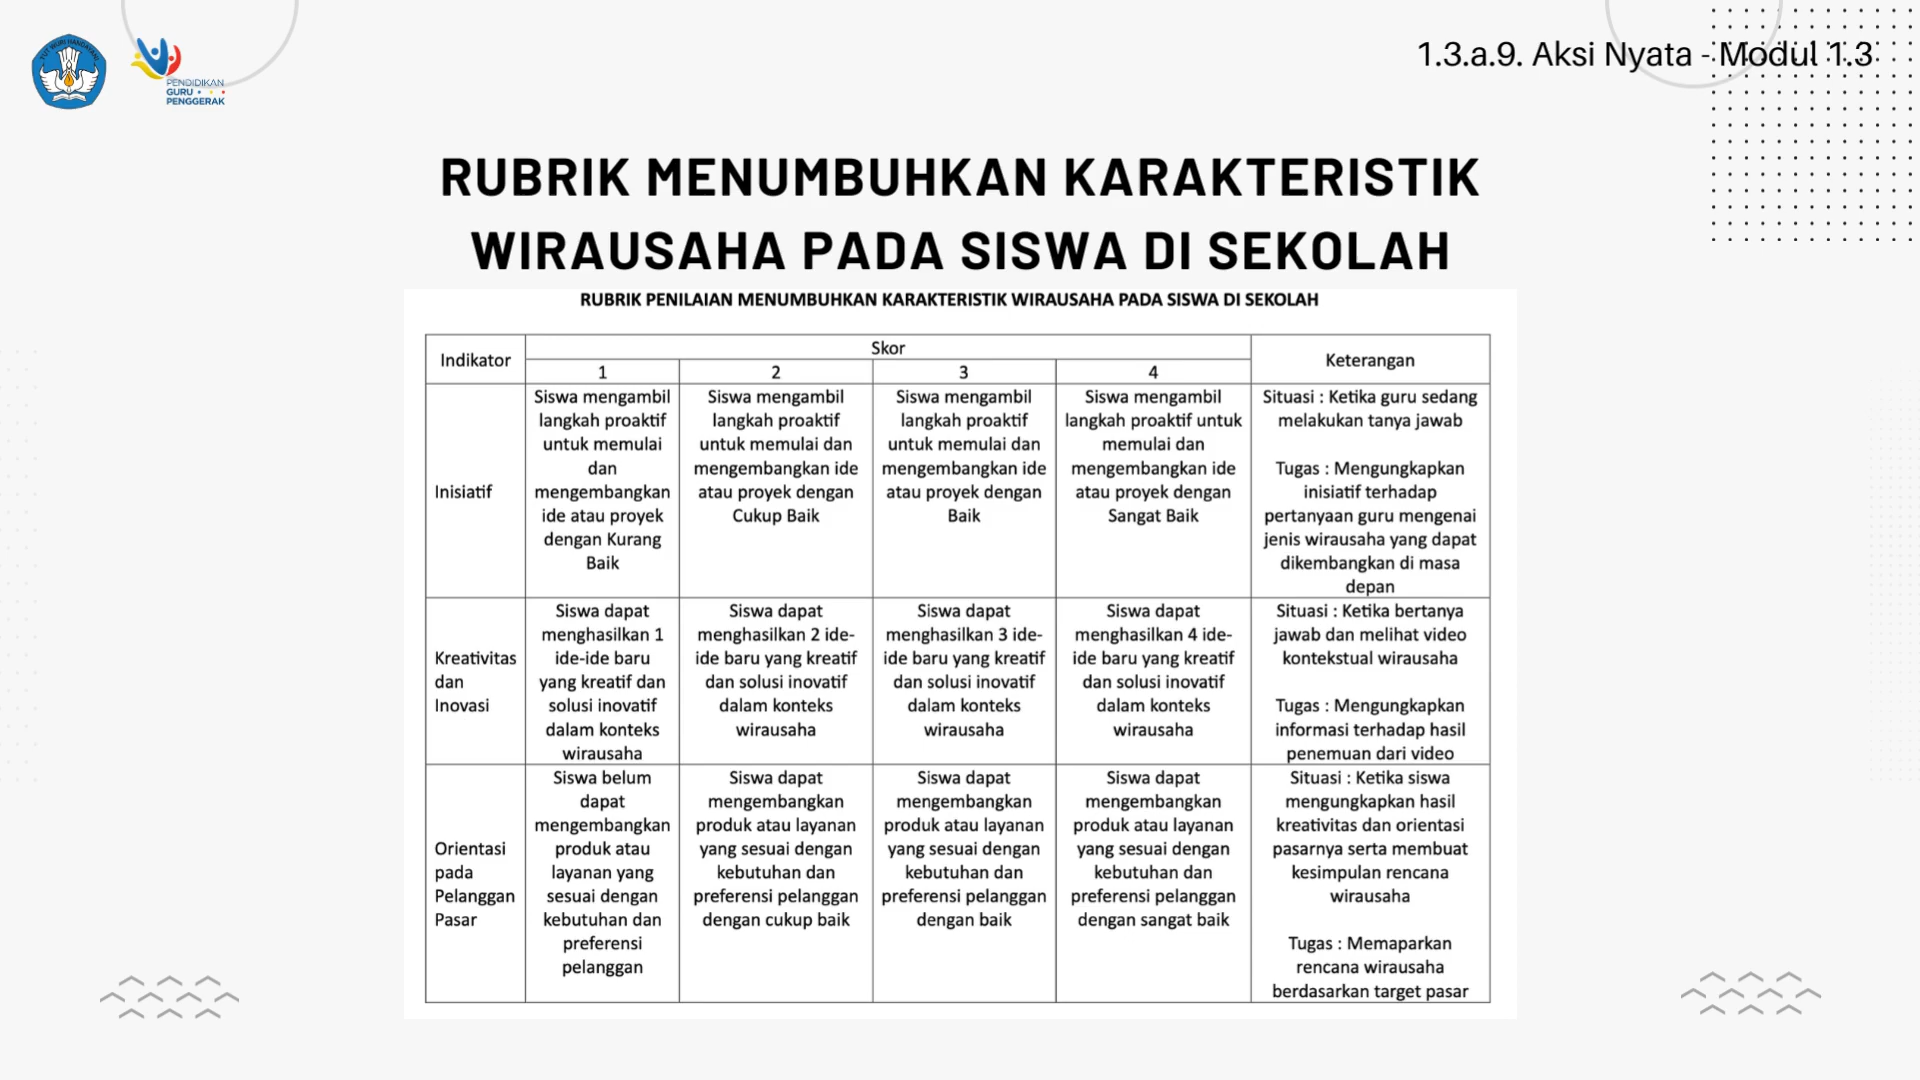 TUT WURI HANDAYANI
PENDIDIKAN
GURU
PENGGERAK
1.3.a.9. Aksi Nyata - Modul 1.3
RUBRIK MENUMBUHKAN KARAKTERISTIK
WIRAUSAHA PADA SISWA DI SEKOLAH
RUBRIK PENILAIAN MENUMBUHKAN KARAKTERISTIK WIRAUSAHA PADA SISWA DI SEKOLAH
Indikator
Skor
Keterangan
1
2
3
4
Inisiatif
Siswa mengambil
langkah proaktif
untuk memulai
dan
mengembangkan
ide atau proyek
dengan Kurang
Baik
Siswa mengambil
langkah proaktif
untuk memulai dan
mengembangkan ide
atau proyek dengan
Cukup Baik
Siswa mengambil
langkah proaktif
untuk memulai dan
mengembangkan ide
atau proyek dengan
Baik
Siswa mengambil
langkah proaktif untuk
memulai dan
mengembangkan ide
atau proyek dengan
Sangat Baik
Situasi : Ketika guru sedang
melakukan tanya jawab
Tugas : Mengungkapkan
inisiatif terhadap
pertanyaan guru mengenai
jenis wirausaha yang dapat
dikembangkan di masa
depan
Kreativitas
dan
Inovasi
Siswa dapat
menghasilkan 1
ide-ide baru
yang kreatif dan
solusi inovatif
dalam konteks
wirausaha
Siswa dapat
menghasilkan 2 ide-
ide baru yang kreatif
dan solusi inovatif
dalam konteks
wirausaha
Siswa dapat
menghasilkan 3 ide-
ide baru yang kreatif
dan solusi inovatif
dalam konteks
wirausaha
Siswa dapat
menghasilkan 4 ide-
ide baru yang kreatif
dan solusi inovatif
dalam konteks
wirausaha
Situasi : Ketika bertanya
jawab dan melihat video
kontekstual wirausaha
Tugas : Mengungkapkan
informasi terhadap hasil
penemuan dari video
Orientasi
pada
Pelanggan
Pasar
Siswa belum
dapat
mengembangkan
produk atau
layanan yang
sesuai dengan
kebutuhan dan
preferensi
pelanggan
Siswa dapat
mengembangkan
produk atau layanan
yang sesuai dengan
kebutuhan dan
preferensi pelanggan
dengan cukup baik
Siswa dapat
mengembangkan
produk atau layanan
yang sesuai dengan
kebutuhan dan
preferensi pelanggan
dengan baik
Siswa dapat
mengembangkan
produk atau layanan
yang sesuai dengan
kebutuhan dan
preferensi pelanggan
dengan sangat baik
Situasi : Ketika siswa
mengungkapkan hasil
kreativitas dan orientasi
pasarnya serta membuat
kesimpulan rencana
wirausaha
Tugas : Memaparkan
rencana wirausaha
berdasarkan target pasar